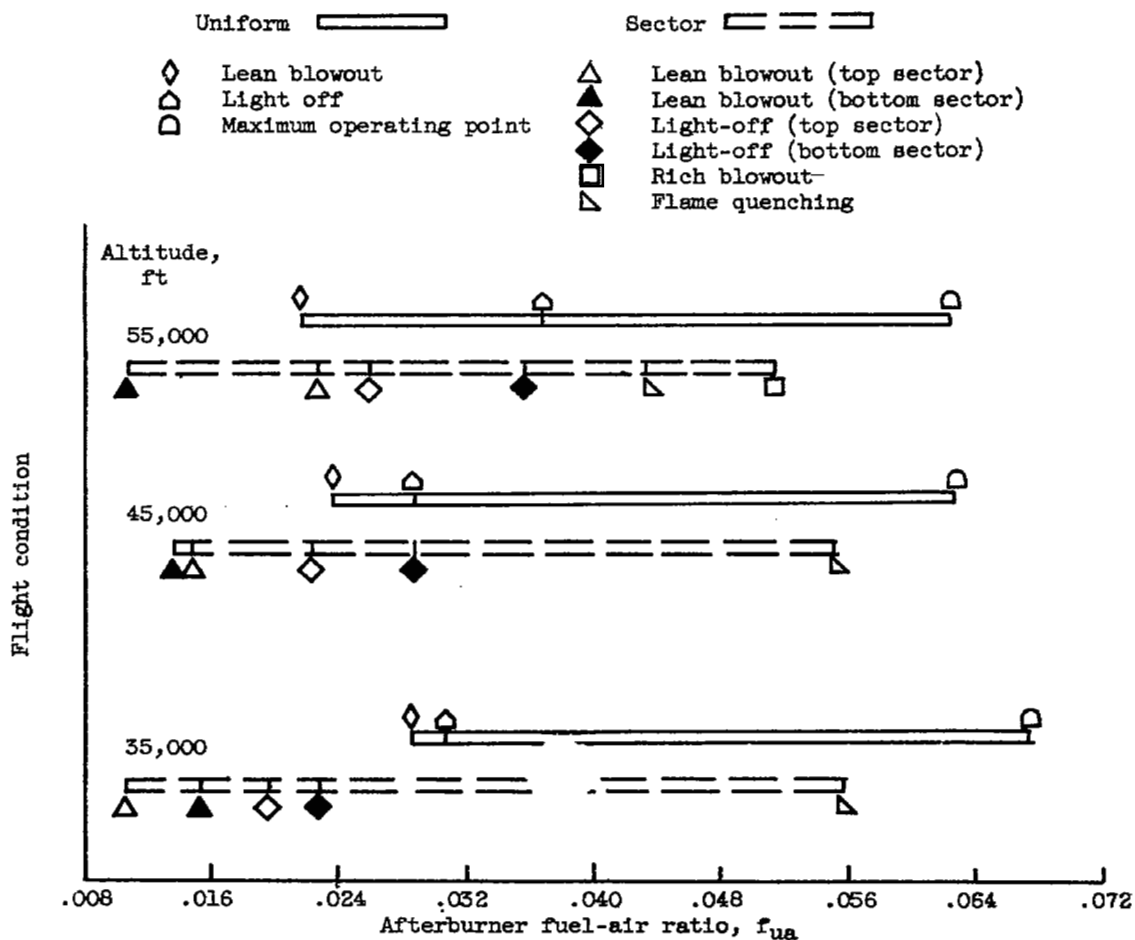 Uniform
Sector
Lean blowout
Light off
Maximum operating point
Lean blowout (top sector)
Lean blowout (bottom sector)
Light-off (top sector)
Light-off (bottom sector)
Rich blowout
Flame quenching
Altitude,
ft
55,000
45,000
35,000
Flight condition
.008 .016 .024 .032 .040 .048 .056 .064 .072
Afterburner fuel-air ratio, fua